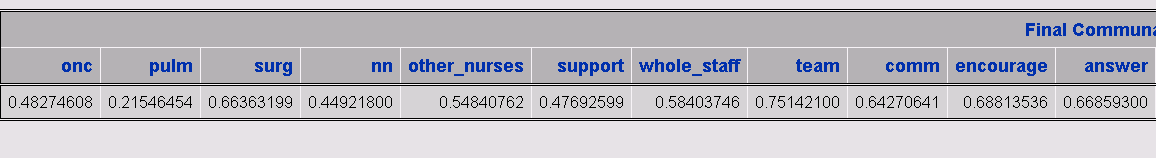 Final Communa
onc pulm surg nn other_nurses support whole_staff team comm encourage answer
0.48274608 0.21546454 0.66363199 0.44921800 0.54840762 0.47692599 0.58403746 0.75142100 0.64270641 0.68813536 0.66859300